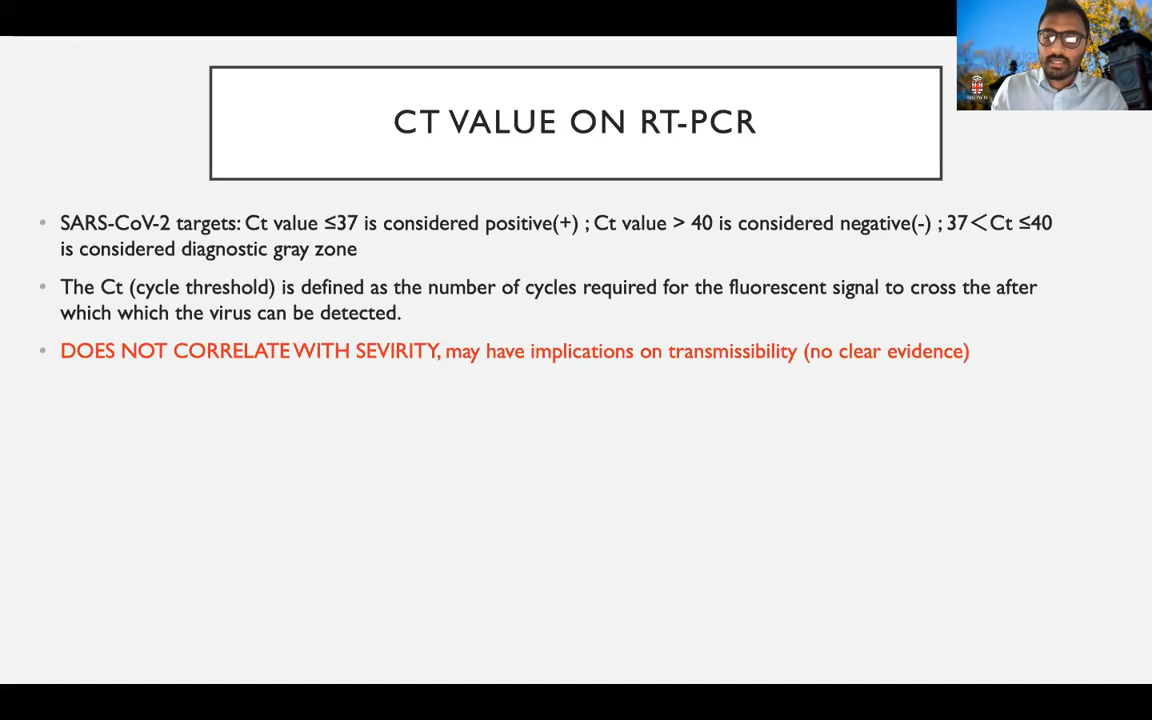 CT VALUE ON RT-PCR
SARS-CoV-2 targets: Ct value ≤37 is considered positive(+) ; Ct value > 40 is considered negative(-) ; 37＜Ct ≤40
is considered diagnostic gray zone
The Ct (cycle threshold) is defined as the number of cycles required for the fluorescent signal to cross the after
which which the virus can be detected.
DOES NOT CORRELATE WITH SEVIRITY, may have implications on transmissibility (no clear evidence)
BROWN